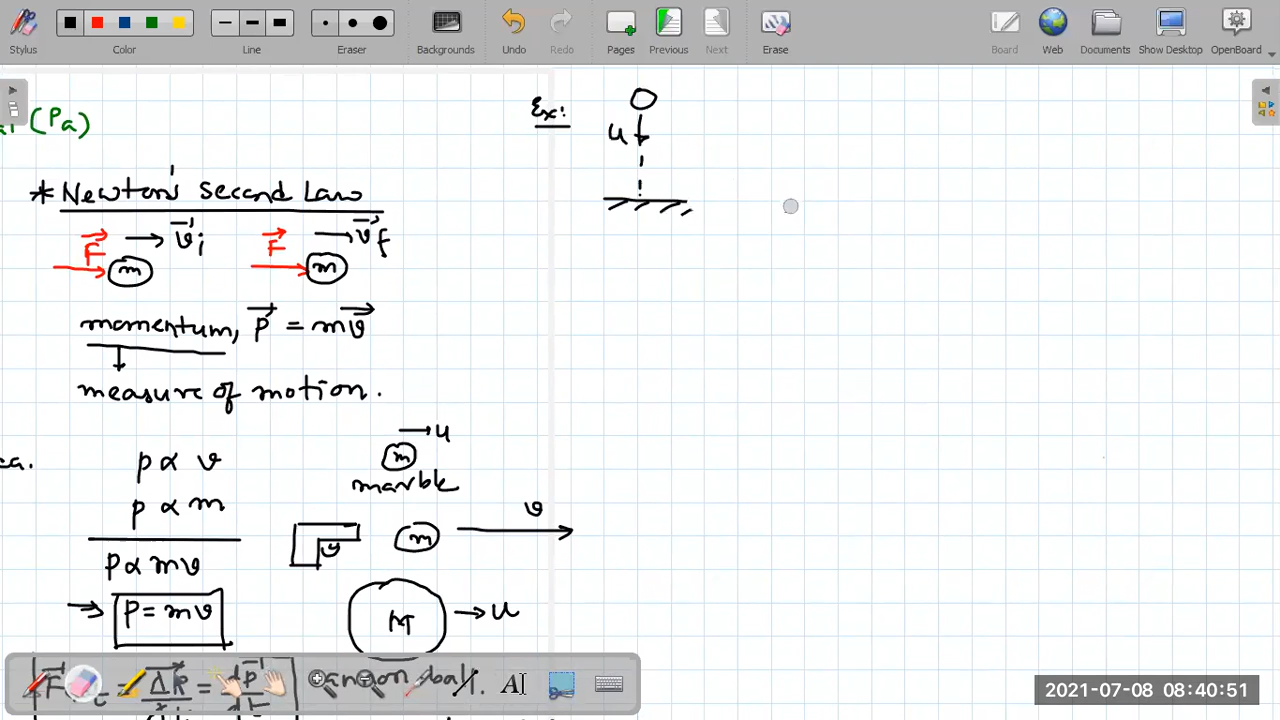 Stylus Color Line Eraser Backgrounds Undo Redo Pages Previous Next Erase Board Web Documents Show Desktop OpenBoard
(Pa)
* Newton's Second Law
F vi F vf
m m
momentum, p = mv
measure of motion.
ca.
p ∝ v
p ∝ m
p ∝ mv
⇒ P = mv
u
m
marble
v
m
M u
F = Δ = dp
Ex:
u
2021-07-08 08:40:51